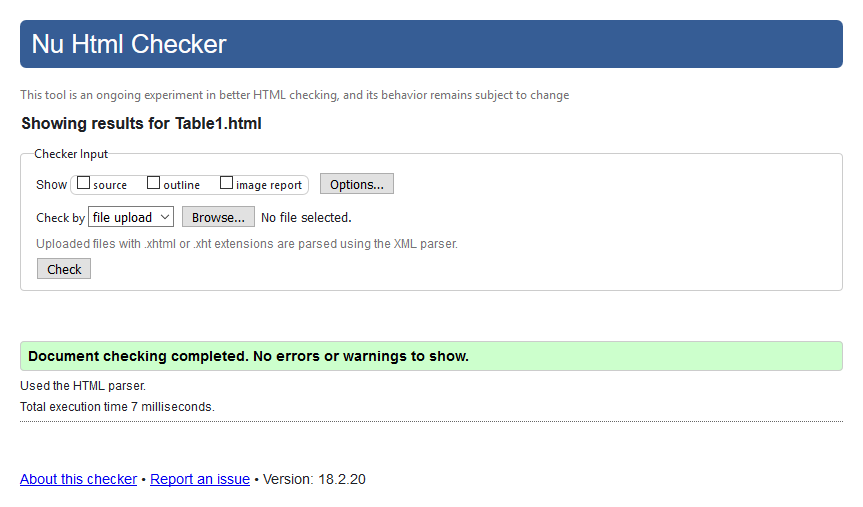 Nu Html Checker
This tool is an ongoing experiment in better HTML checking, and its behavior remains subject to change
Showing results for Table1.html
Checker Input
Show source outline image report Options...
Check by file upload Browse... No file selected.
Uploaded files with .xhtml or .xht extensions are parsed using the XML parser.
Check
Document checking completed. No errors or warnings to show.
Used the HTML parser.
Total execution time 7 milliseconds.
About this checker • Report an issue • Version: 18.2.20